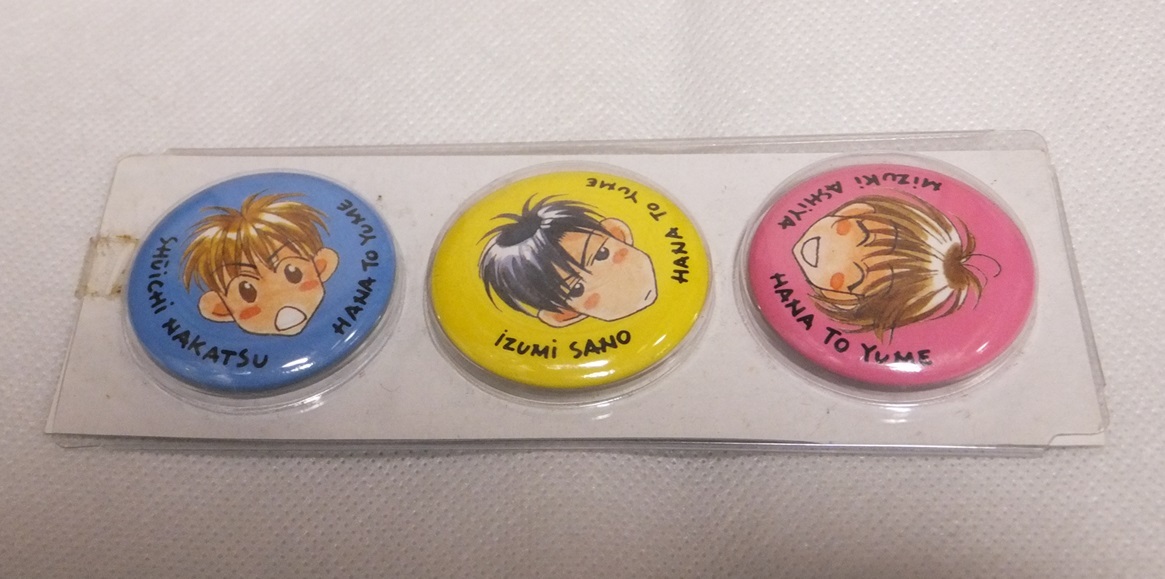 SHUiCHi NAKATSU
HANA TO YUME
iZUMi SANO
HANA TO YUME
MiZUKi ASHiYA
HANA TO YUME